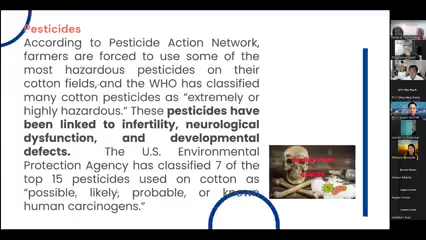 Pesticides
According to Pesticide Action Network,
farmers are forced to use some of the
most hazardous pesticides on their
cotton fields, and the WHO has classified
many cotton pesticides as “extremely or
highly hazardous.” These pesticides have
been linked to infertility, neurological
dysfunction, and developmental
defects. The U.S. Environmental
Protection Agency has classified 7 of the
top 15 pesticides used on cotton as
“possible, likely, probable, or known
human carcinogens.”